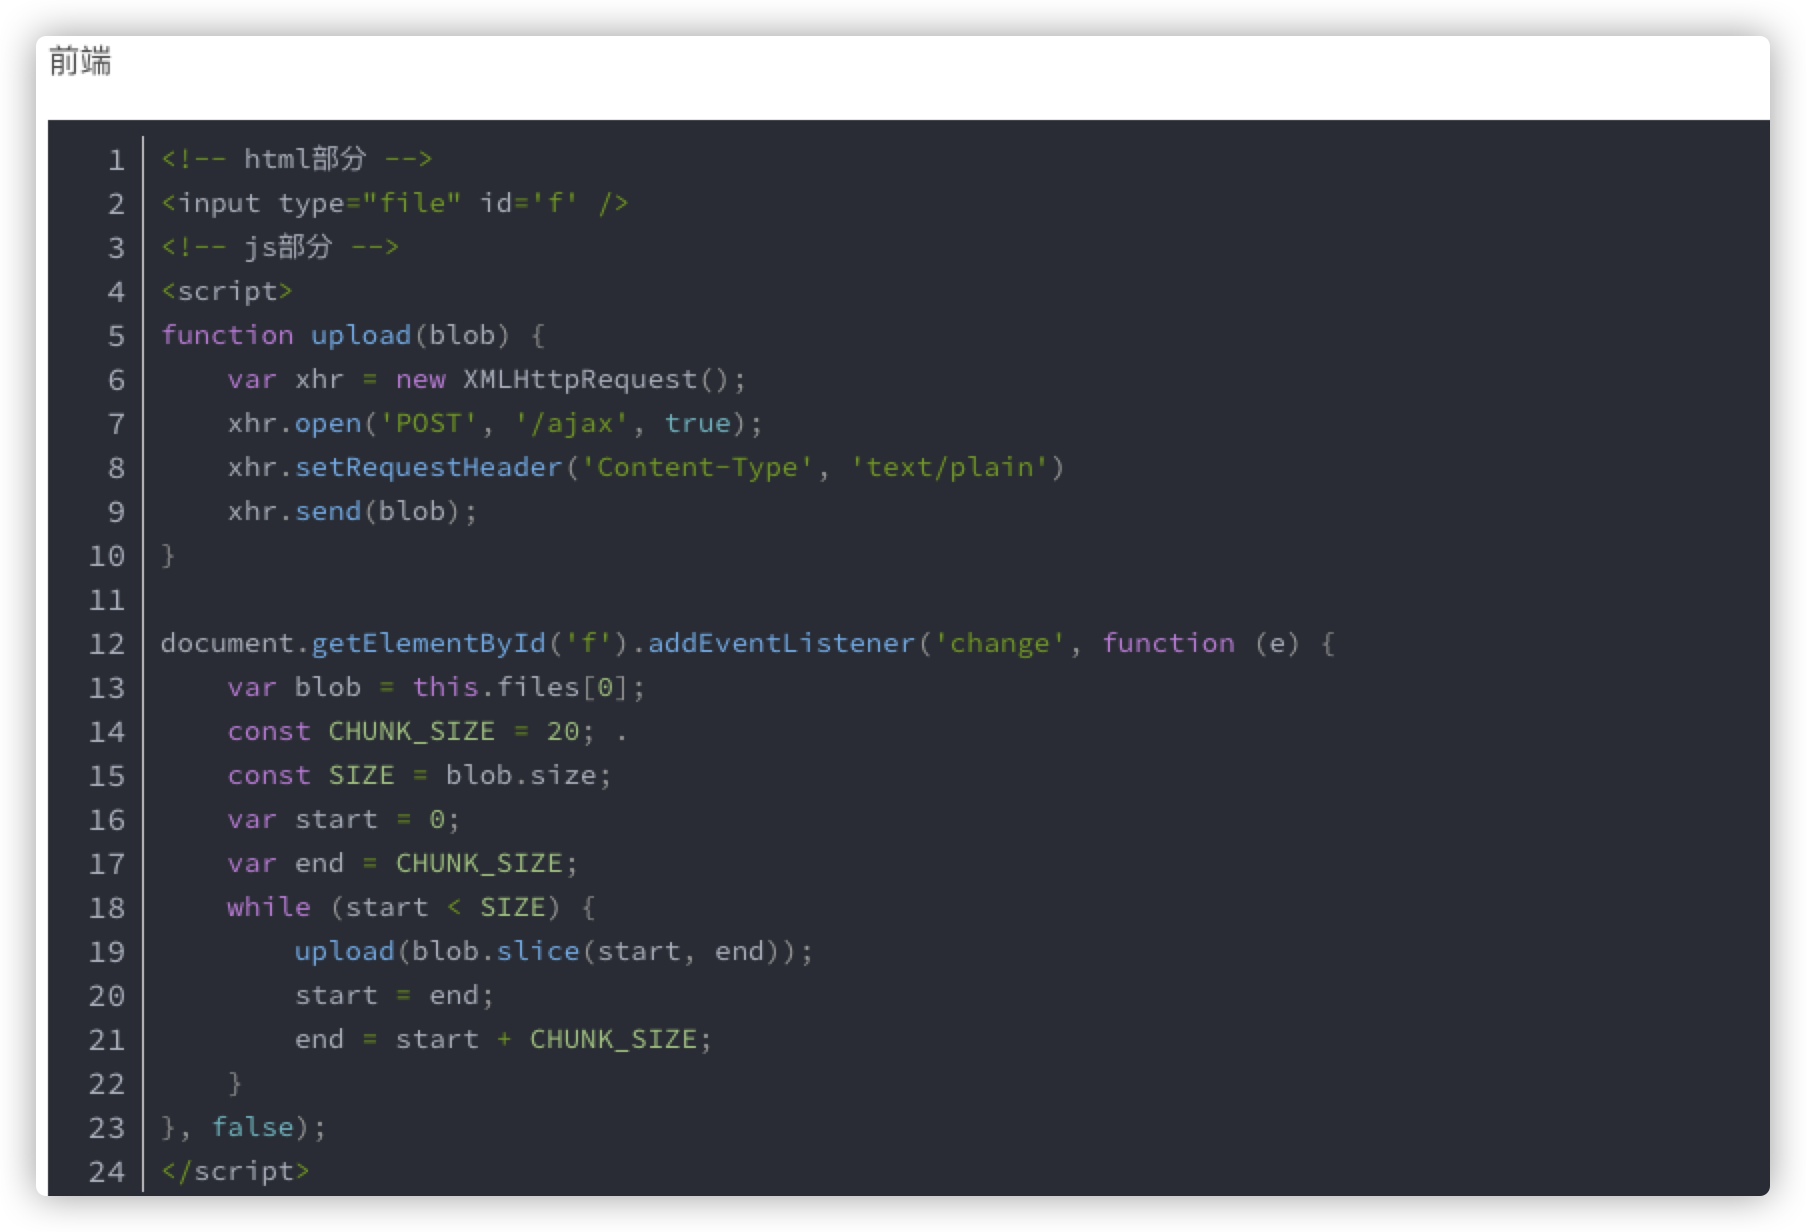 前端
1 <!-- html部分 -->
2 <input type="file" id='f' />
3 <!-- js部分 -->
4 <script>
5 function upload(blob) {
6     var xhr = new XMLHttpRequest();
7     xhr.open('POST', '/ajax', true);
8     xhr.setRequestHeader('Content-Type', 'text/plain')
9     xhr.send(blob);
10 }
11
12 document.getElementById('f').addEventListener('change', function (e) {
13     var blob = this.files[0];
14     const CHUNK_SIZE = 20; .
15     const SIZE = blob.size;
16     var start = 0;
17     var end = CHUNK_SIZE;
18     while (start < SIZE) {
19         upload(blob.slice(start, end));
20         start = end;
21         end = start + CHUNK_SIZE;
22     }
23 }, false);
24 </script>